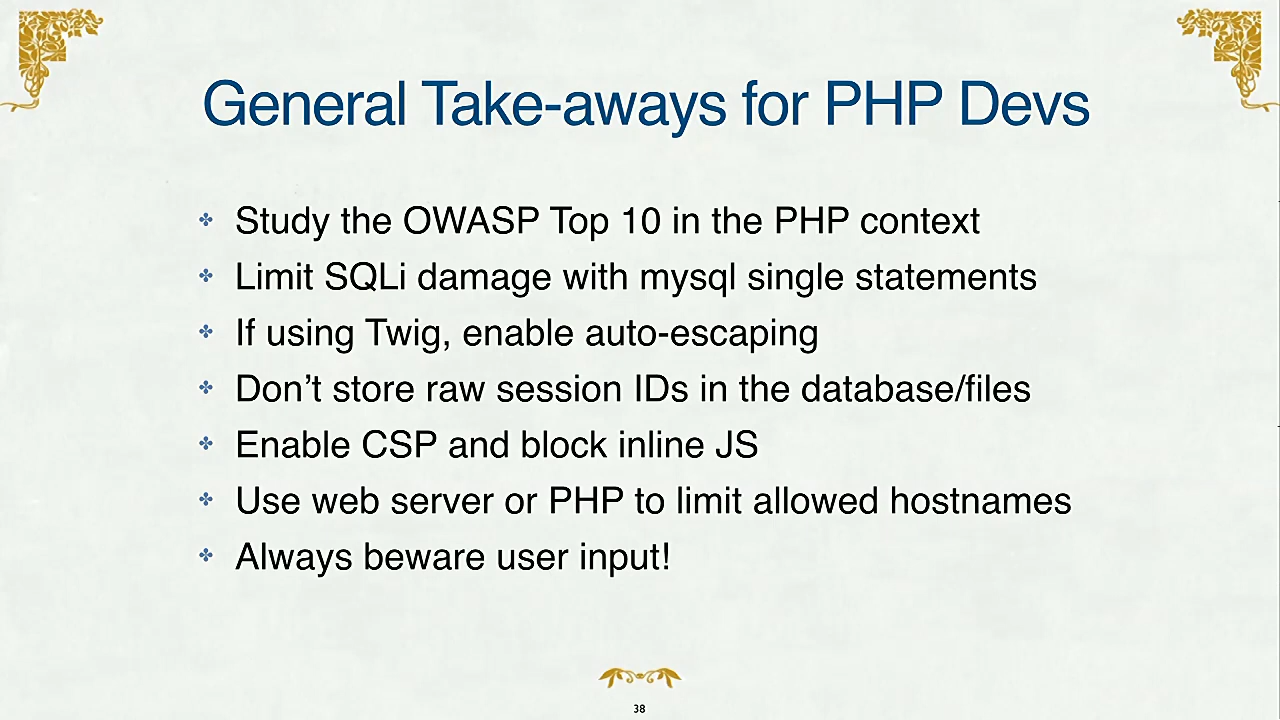 General Take-aways for PHP Devs
Study the OWASP Top 10 in the PHP context
Limit SQLi damage with mysql single statements
If using Twig, enable auto-escaping
Don’t store raw session IDs in the database/files
Enable CSP and block inline JS
Use web server or PHP to limit allowed hostnames
Always beware user input!
38